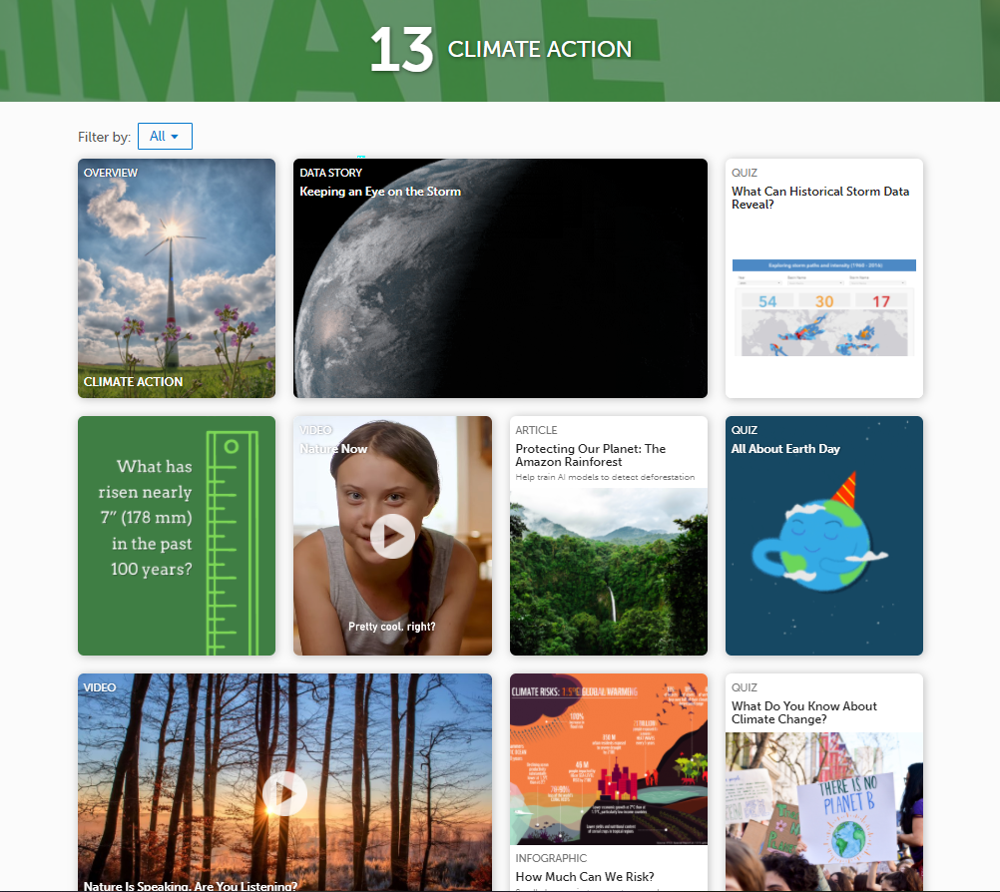 CLIMATE
13 CLIMATE ACTION
Filter by: All
OVERVIEW
CLIMATE ACTION
DATA STORY
Keeping an Eye on the Storm
QUIZ
What Can Historical Storm Data
Reveal?
Exploring storm paths and intensity (1960 - 2016)
54 30 17
What has
risen nearly
7” (178 mm)
in the past
100 years?
VIDEO
Nature Now
Pretty cool, right?
ARTICLE
Protecting Our Planet: The
Amazon Rainforest
Help train AI models to detect deforestation
QUIZ
All About Earth Day
VIDEO
Nature Is Speaking. Are You Listening?
CLIMATE RISKS: 1.5°C GLOBAL WARMING
100%
INFOGRAPHIC
How Much Can We Risk?
QUIZ
What Do You Know About
Climate Change?
THERE IS NO
PLANET B